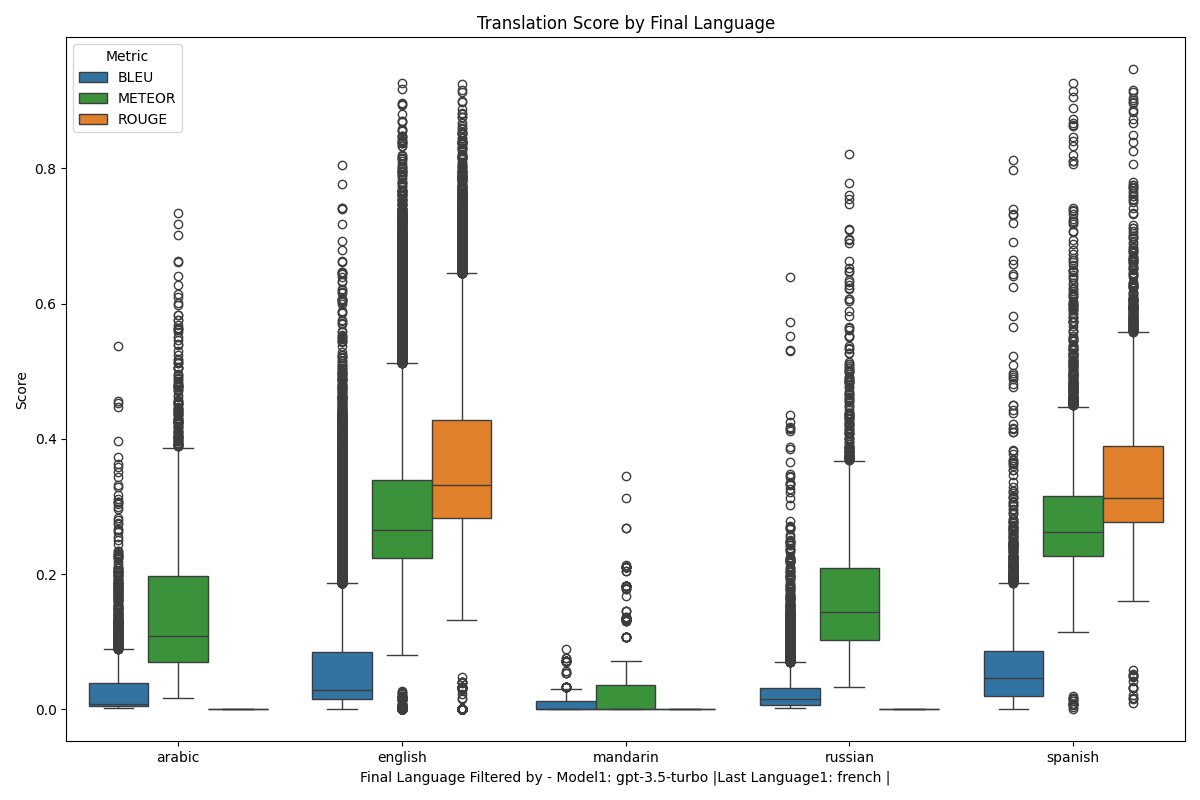 Translation Score by Final Language
Metric
BLEU
METEOR
ROUGE
Score
0.8
0.6
0.4
0.2
0.0
arabic
english
mandarin
russian
spanish
Final Language Filtered by - Model1: gpt-3.5-turbo |Last Language1: french |